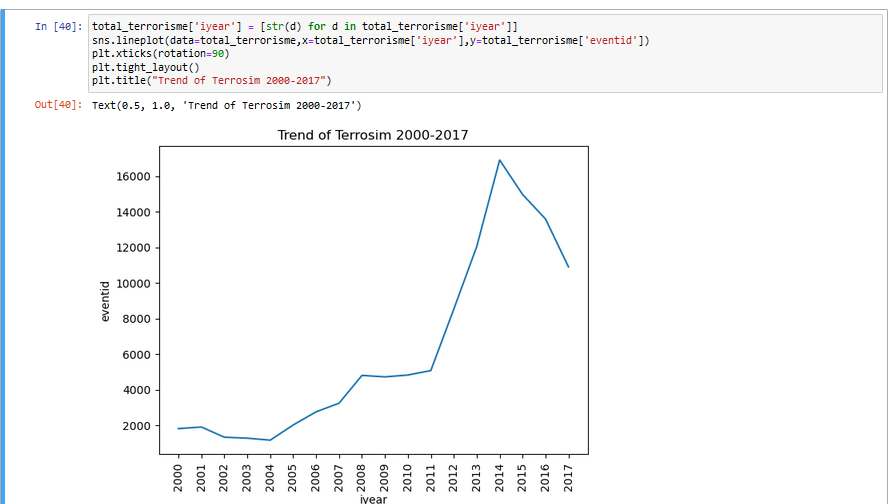 In [40]: total_terrorisme['iyear'] = [str(d) for d in total_terrorisme['iyear']]
sns.lineplot(data=total_terrorisme,x=total_terrorisme['iyear'],y=total_terrorisme['eventid'])
plt.xticks(rotation=90)
plt.tight_layout()
plt.title("Trend of Terrosim 2000-2017")
Out[40]: Text(0.5, 1.0, 'Trend of Terrosim 2000-2017')
Trend of Terrosim 2000-2017
16000
14000
12000
10000
8000
6000
4000
2000
eventid
2000 2001 2002 2003 2004 2005 2006 2007 2008 2009 2010 2011 2012 2013 2014 2015 2016 2017
iyear